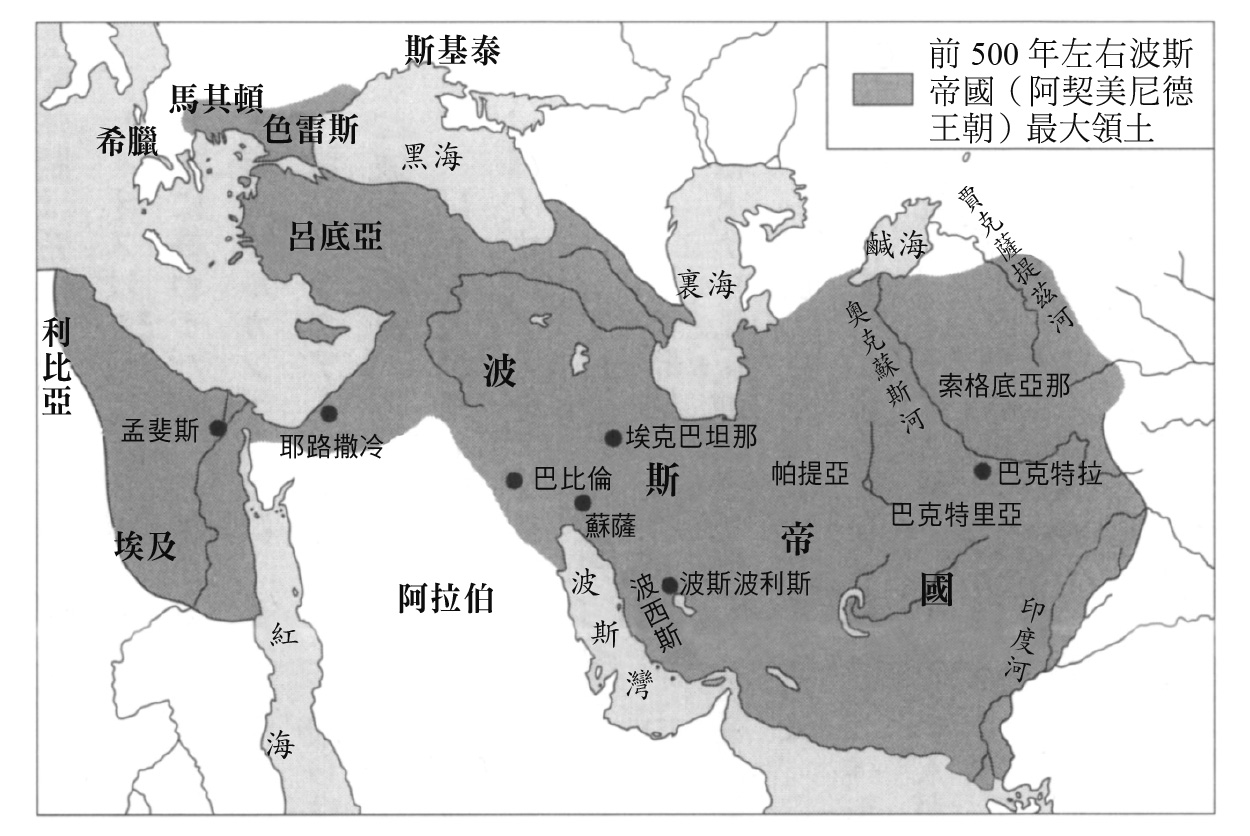 斯基泰
前500年左右波斯
帝國（阿契美尼德
王朝）最大領土
馬其頓
色雷斯
希臘
黑海
呂底亞
裏海
鹹海
賈克薩提茲河
奧克蘇斯河
利比亞
波
索格底亞那
孟斐斯
耶路撒冷
埃克巴坦那
巴比倫
斯
帕提亞
巴克特拉
蘇薩
巴克特里亞
埃及
帝
阿拉伯
波斯灣
波西斯
波斯波利斯
國
印度河
紅海